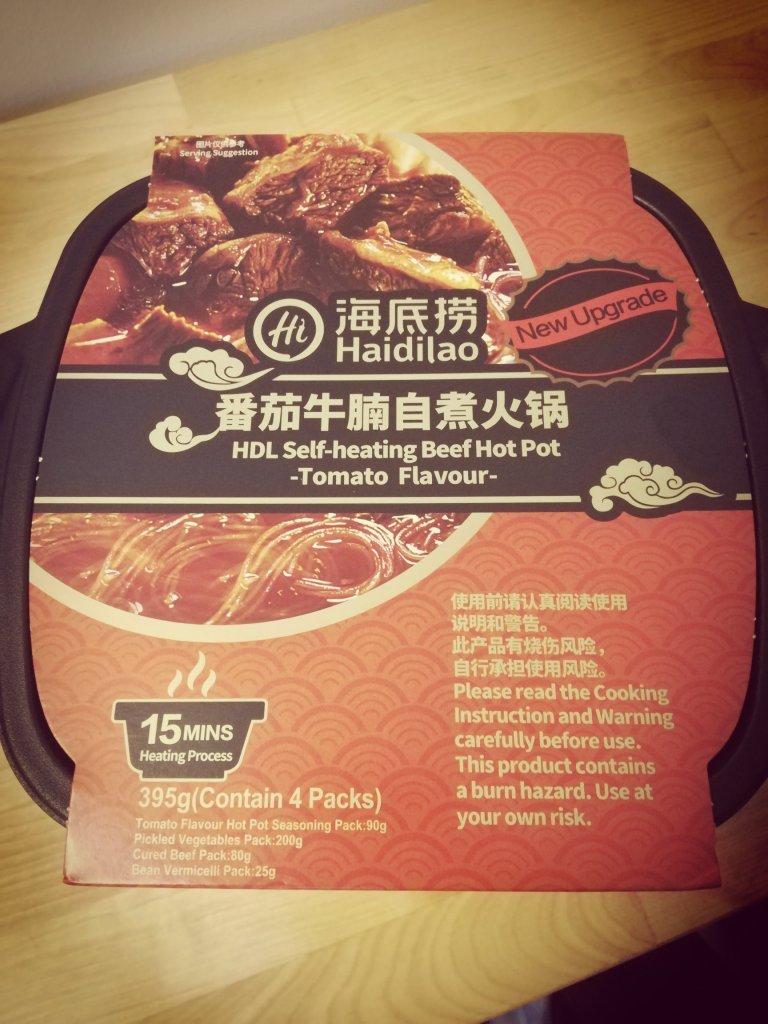 图片仅供参考
Serving Suggestion
Hi
海底捞
Haidilao
New Upgrade
番茄牛腩自煮火锅
HDL Self-heating Beef Hot Pot
-Tomato Flavour-
使用前请认真阅读使用
说明和警告。
此产品有烧伤风险，
自行承担使用风险。
Please read the Cooking
Instruction and Warning
carefully before use.
This product contains
a burn hazard. Use at
your own risk.
15MINS
Heating Process
395g(Contain 4 Packs)
Tomato Flavour Hot Pot Seasoning Pack:90g
Pickled Vegetables Pack:200g
Cured Beef Pack:80g
Bean Vermicelli Pack:25g